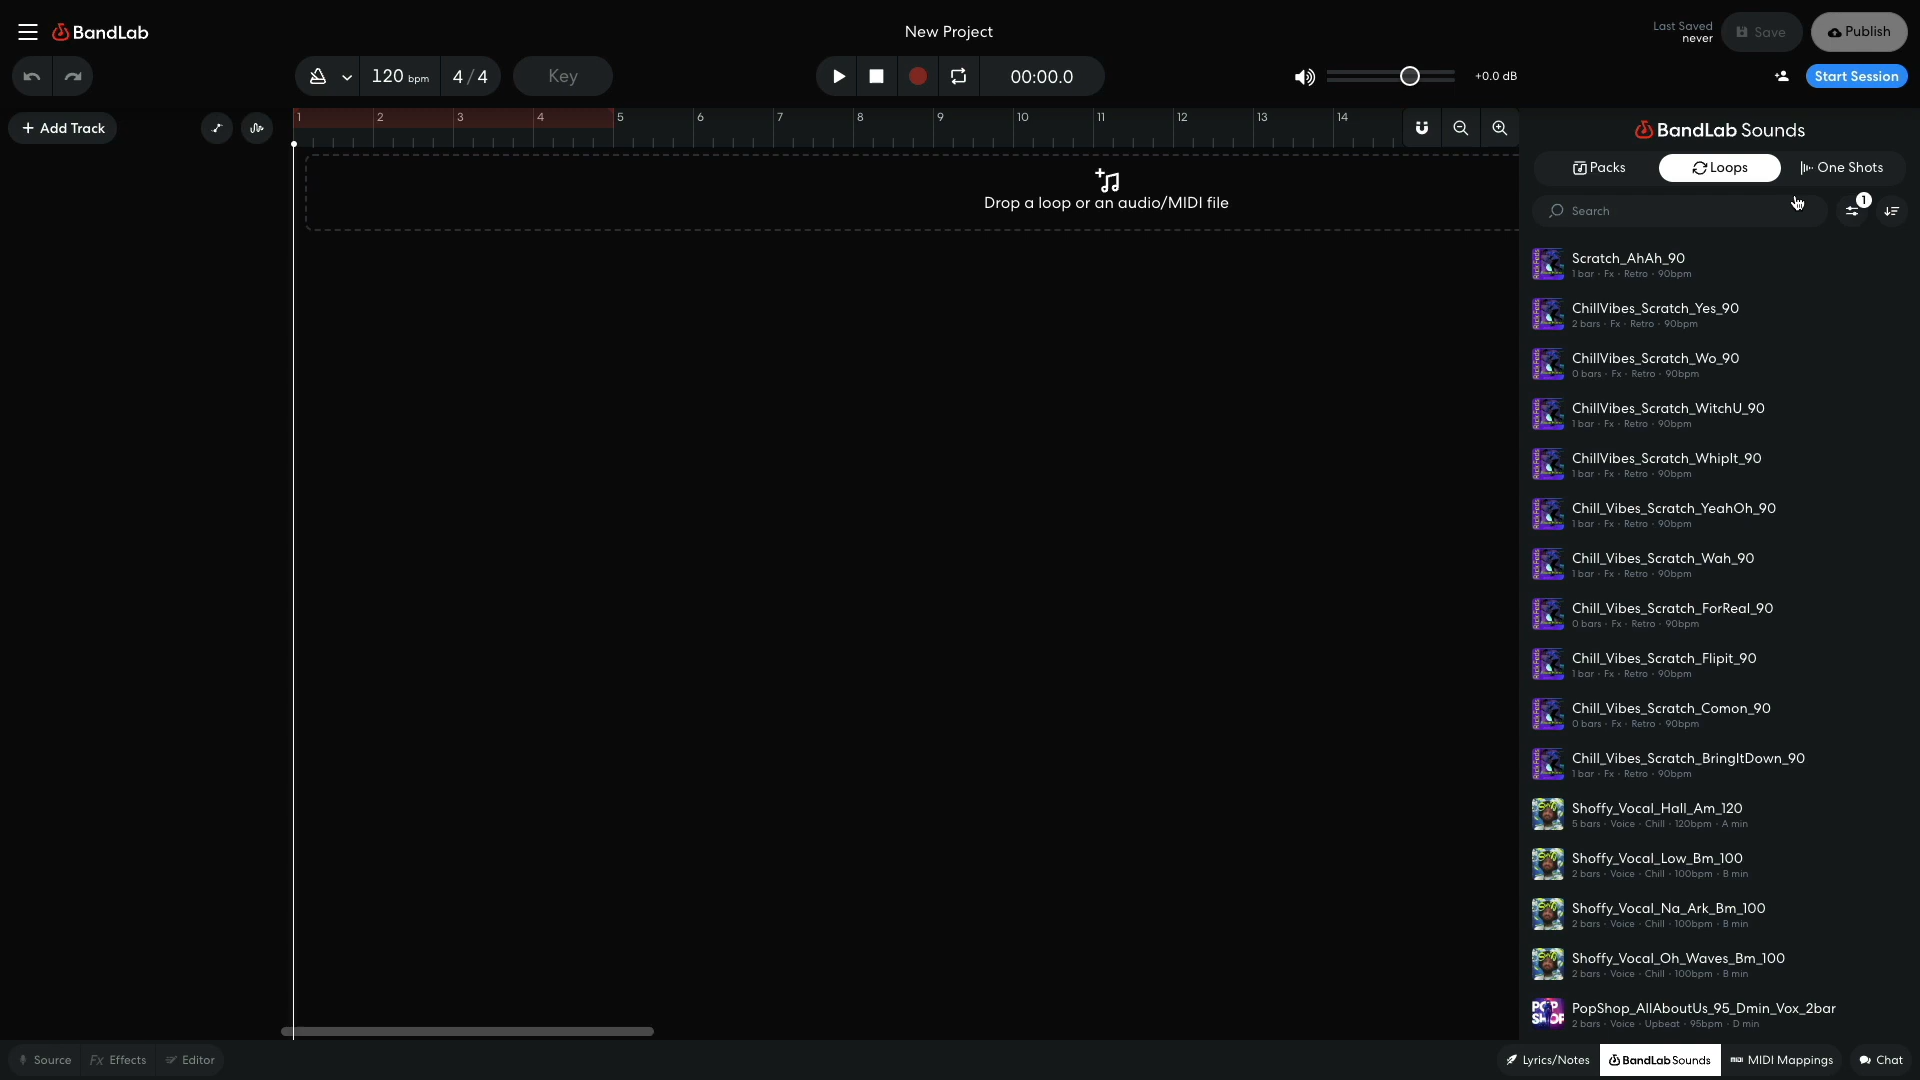 BandLab
New Project
Last Saved
never
Save
Publish
120 bpm
4/4
Key
00:00.0
+0.0 dB
Start Session
+ Add Track
1 2 3 4 5 6 7 8 9 10 11 12 13 14
Drop a loop or an audio/MIDI file
BandLab Sounds
Packs
Loops
One Shots
Search
1
Scratch_AhAh_90
1 bar · Fx · Retro · 90bpm
ChillVibes_Scratch_Yes_90
2 bars · Fx · Retro · 90bpm
ChillVibes_Scratch_Wo_90
0 bars · Fx · Retro · 90bpm
ChillVibes_Scratch_WitchU_90
1 bar · Fx · Retro · 90bpm
ChillVibes_Scratch_WhipIt_90
1 bar · Fx · Retro · 90bpm
Chill_Vibes_Scratch_YeahOh_90
1 bar · Fx · Retro · 90bpm
Chill_Vibes_Scratch_Wah_90
1 bar · Fx · Retro · 90bpm
Chill_Vibes_Scratch_ForReal_90
0 bars · Fx · Retro · 90bpm
Chill_Vibes_Scratch_Flipit_90
1 bar · Fx · Retro · 90bpm
Chill_Vibes_Scratch_Comon_90
0 bars · Fx · Retro · 90bpm
Chill_Vibes_Scratch_BringItDown_90
1 bar · Fx · Retro · 90bpm
Shoffy_Vocal_Hall_Am_120
5 bars · Voice · Chill · 120bpm · A min
Shoffy_Vocal_Low_Bm_100
2 bars · Voice · Chill · 100bpm · B min
Shoffy_Vocal_Na_Ark_Bm_100
2 bars · Voice · Chill · 100bpm · B min
Shoffy_Vocal_Oh_Waves_Bm_100
2 bars · Voice · Chill · 100bpm · B min
POP SHOP
PopShop_AllAboutUs_95_Dmin_Vox_2bar
2 bars · Voice · Upbeat · 95bpm · D min
Source
Fx Effects
Editor
Lyrics/Notes
BandLab Sounds
MIDI Mappings
Chat